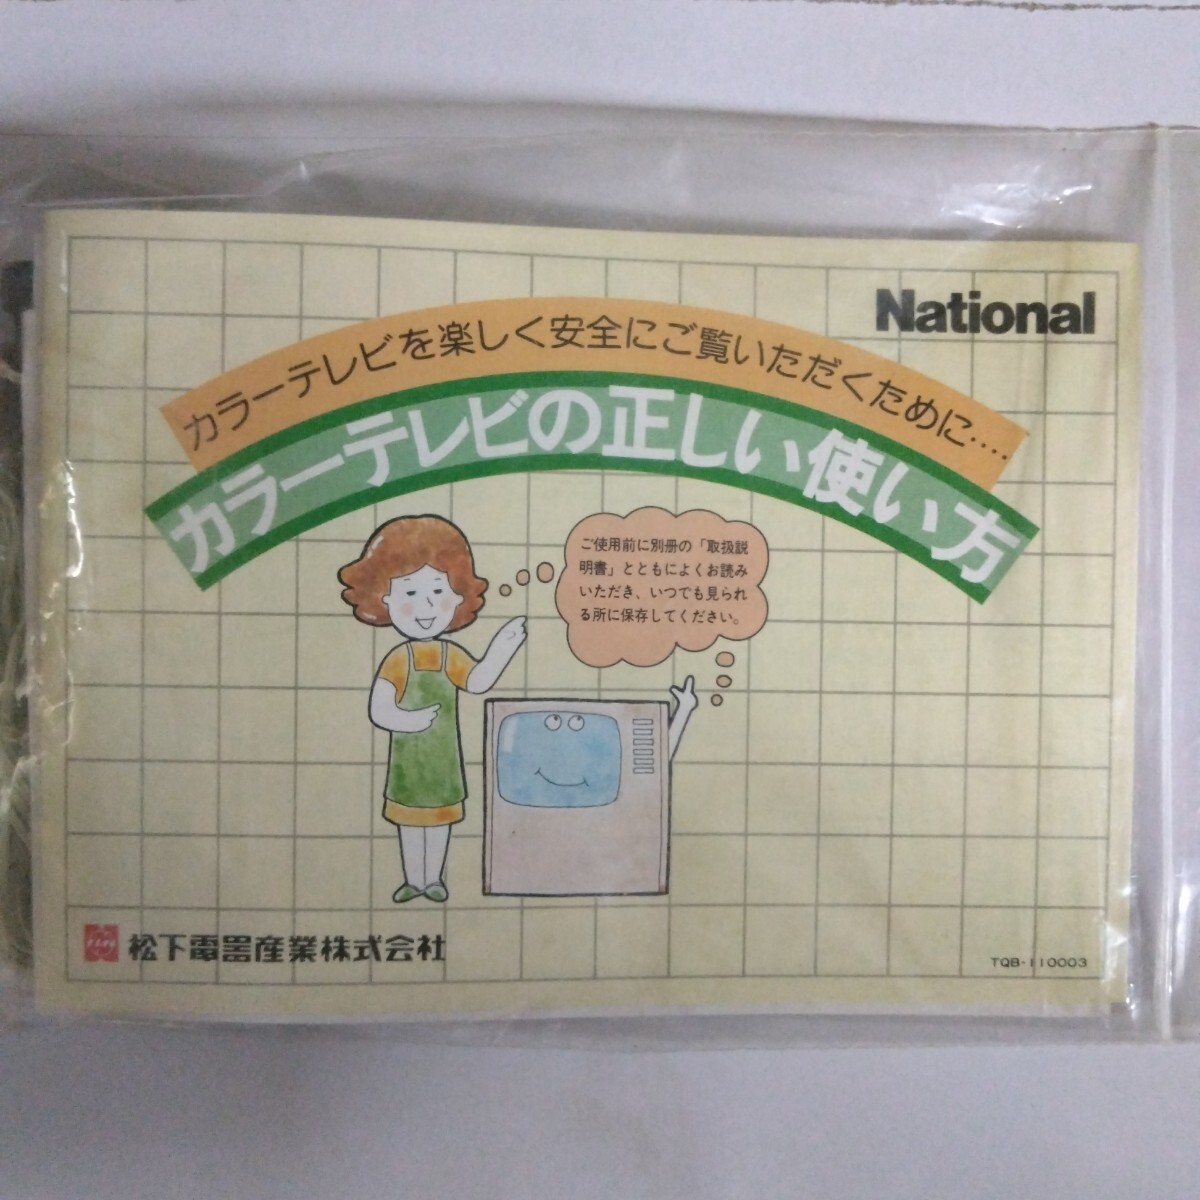 National
カラーテレビを楽しく安全にご覧いただくために‥‥
カラーテレビの正しい使い方
ご使用前に別冊の「取扱説
明書」とともによくお読み
いただき、いつでも見られ
る所に保存してください。
松下電器産業株式会社
TQB-110003